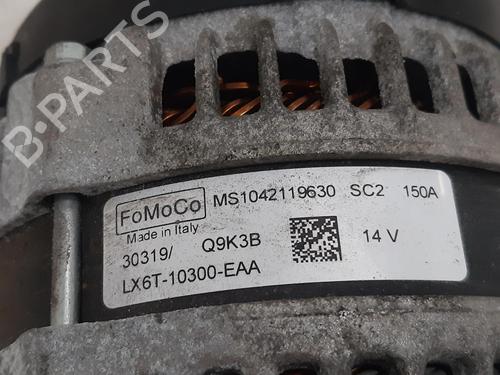 B-PARTS
FoMoCo
MS1042119630 SC2 150A
Made in Italy
30319/ Q9K3B 14 V
LX6T-10300-EAA